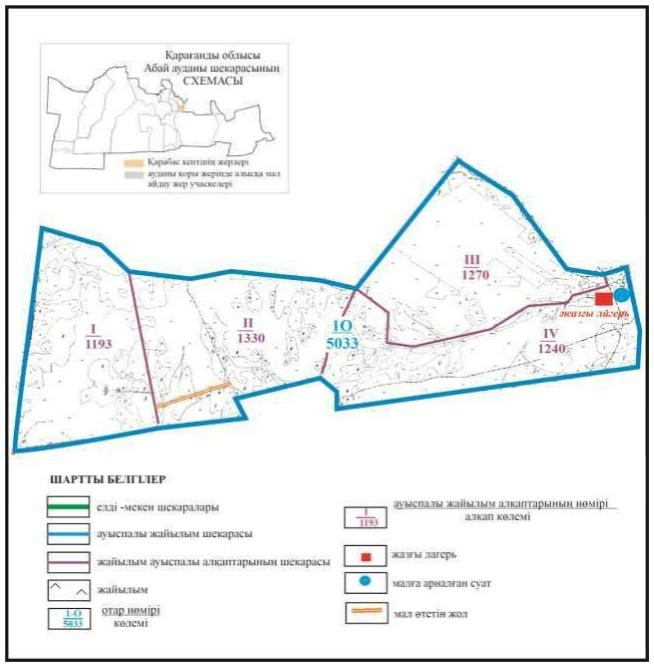 Қарағанды облысы
Абай ауданы шекарасының
СХЕМАСЫ
Қарабас кентінің жерлері
ауданы қоры жерінде алысқа мал
айдау жер учаскелері
III
1270
I
1193
II
1330
1О
5033
жазғы лагерь
IV
1240
ШАРТТЫ БЕЛГІЛЕР
елді -мекен шекаралары
ауыспалы жайылым шекарасы
жайылым ауыспалы алқаптарының шекарасы
жайылым
1-О
5033
отар нөмірі
көлемі
I
1193
ауыспалы жайылым алқаптарының нөмірі
алқап көлемі
жазғы лагерь
малға арналған суат
мал өтетін жол